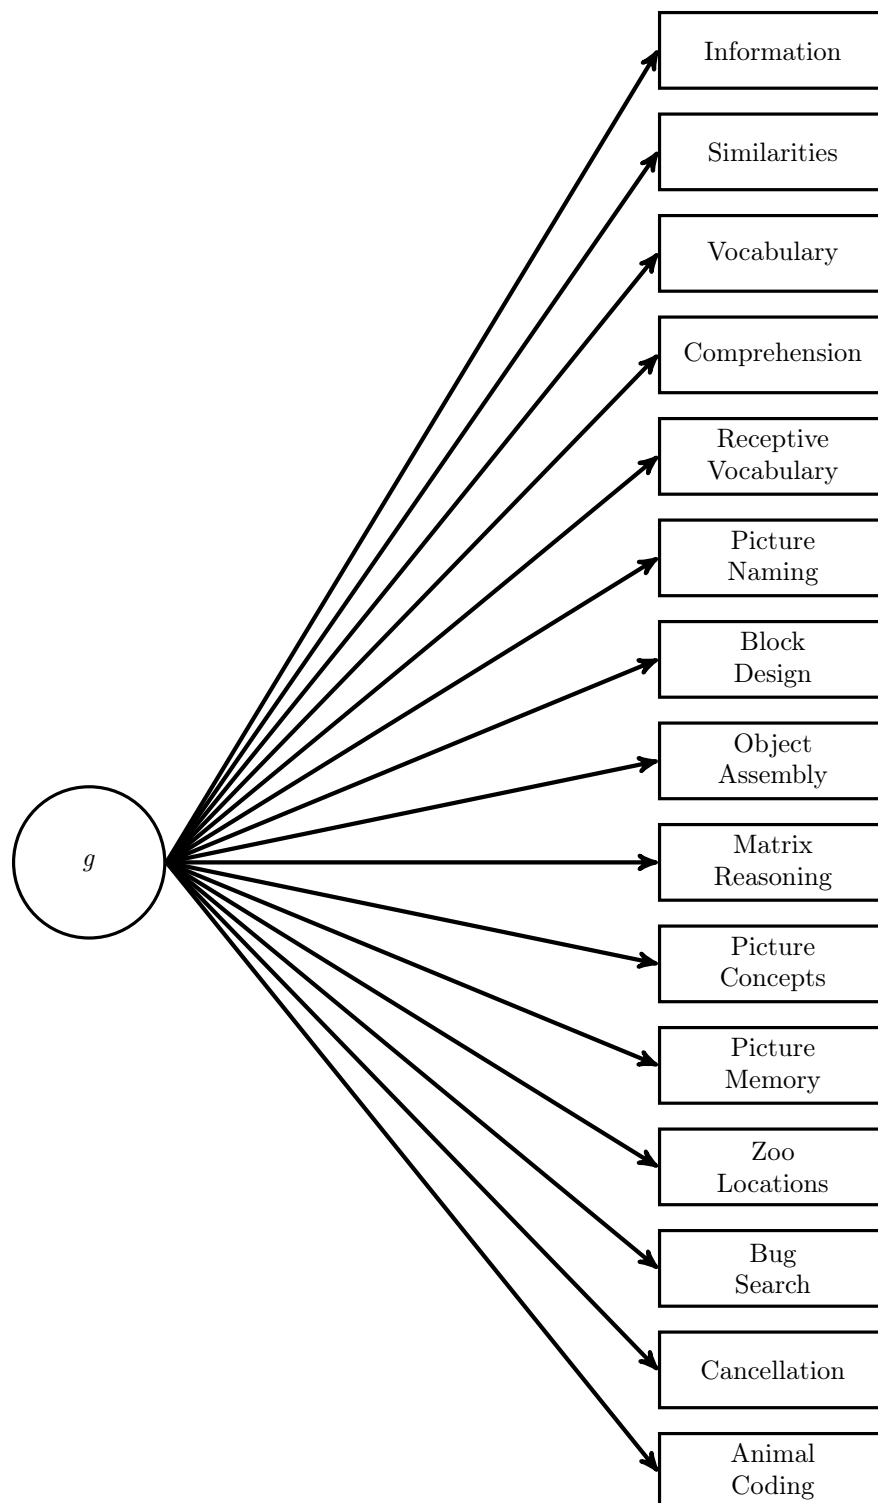 Information
Similarities
Vocabulary
Comprehension
Receptive
Vocabulary
Picture
Naming
Block
Design
Object
Assembly
g
Matrix
Reasoning
Picture
Concepts
Picture
Memory
Zoo
Locations
Bug
Search
Cancellation
Animal
Coding